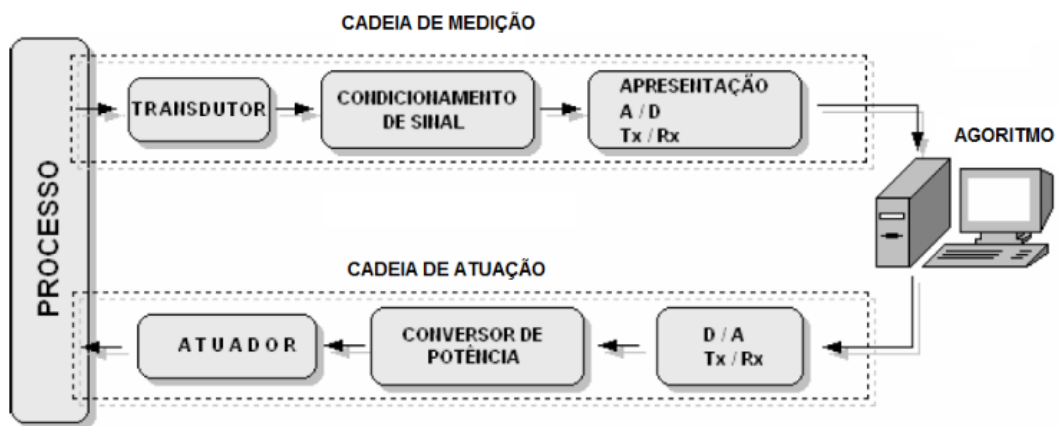 CADEIA DE MEDIÇÃO
PROCESSO
TRANSDUTOR
CONDICIONAMENTO
DE SINAL
APRESENTAÇÃO
A / D
Tx / Rx
AGORITMO
CADEIA DE ATUAÇÃO
ATUADOR
CONVERSOR DE
POTÊNCIA
D / A
Tx / Rx